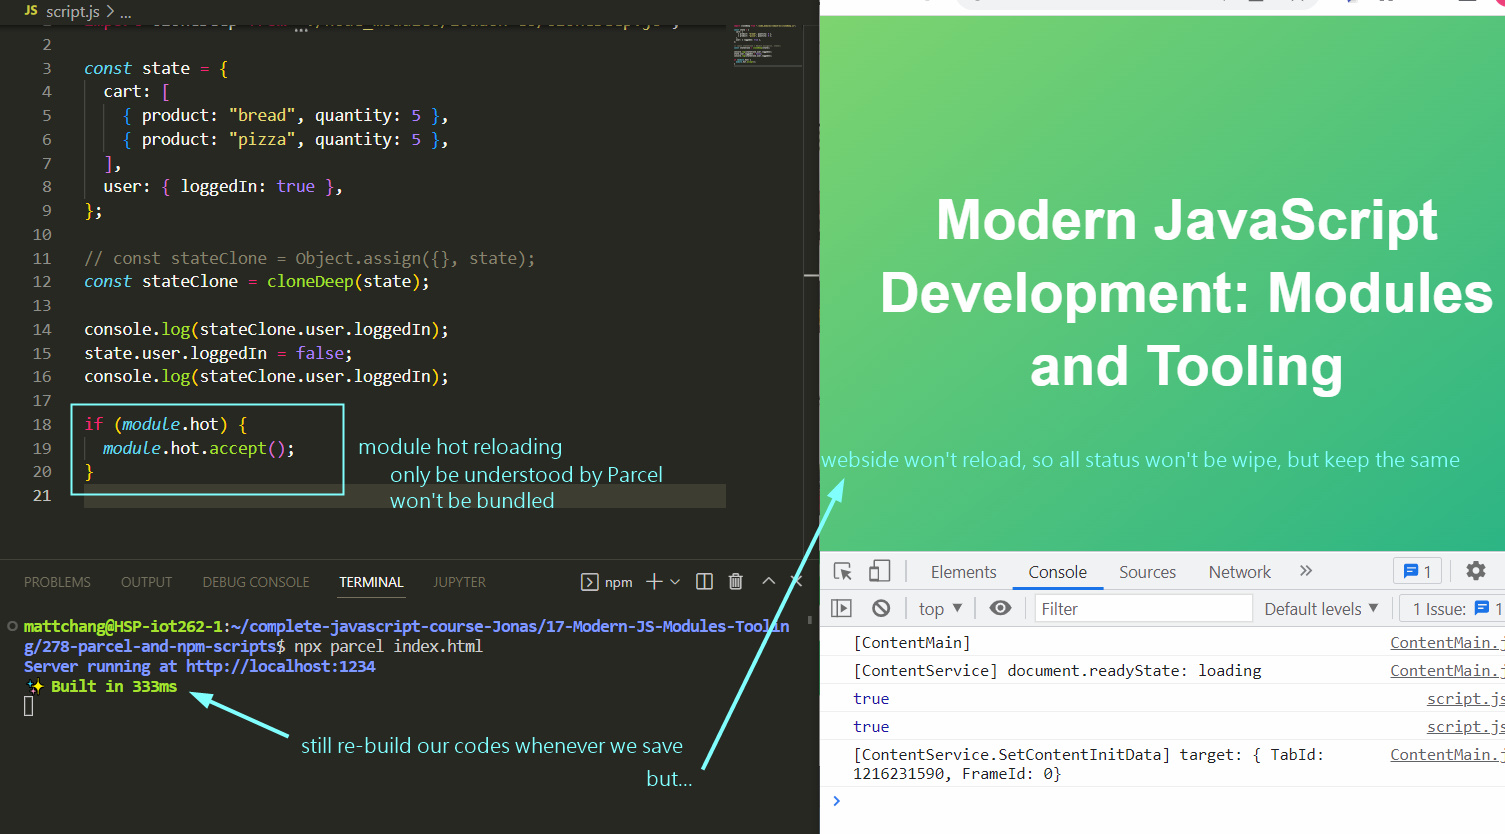 JS script.js > ...
2
3 const state = {
4 cart: [
5 { product: "bread", quantity: 5 },
6 { product: "pizza", quantity: 5 },
7 ],
8 user: { loggedIn: true },
9 };
10
11 // const stateClone = Object.assign({}, state);
12 const stateClone = cloneDeep(state);
13
14 console.log(stateClone.user.loggedIn);
15 state.user.loggedIn = false;
16 console.log(stateClone.user.loggedIn);
17
18 if (module.hot) {
19 module.hot.accept();
20 }
21
module hot reloading
only be understood by Parcel
won't be bundled
PROBLEMS OUTPUT DEBUG CONSOLE TERMINAL JUPYTER npm
mattchang@HSP-iot262-1:~/complete-javascript-course-Jonas/17-Modern-JS-Modules-Toolin
g/278-parcel-and-npm-scripts$ npx parcel index.html
Server running at http://localhost:1234
✨ Built in 333ms
still re-build our codes whenever we save
but...
Modern JavaScript
Development: Modules
and Tooling
webside won't reload, so all status won't be wipe, but keep the same
Elements Console Sources Network » 1
top ▼ Filter Default levels ▼ 1 Issue: 1
[ContentMain] ContentMain.j
[ContentService] document.readyState: loading ContentMain.j
true script.js
true script.js
[ContentService.SetContentInitData] target: { TabId: ContentMain.j
1216231590, FrameId: 0}
>